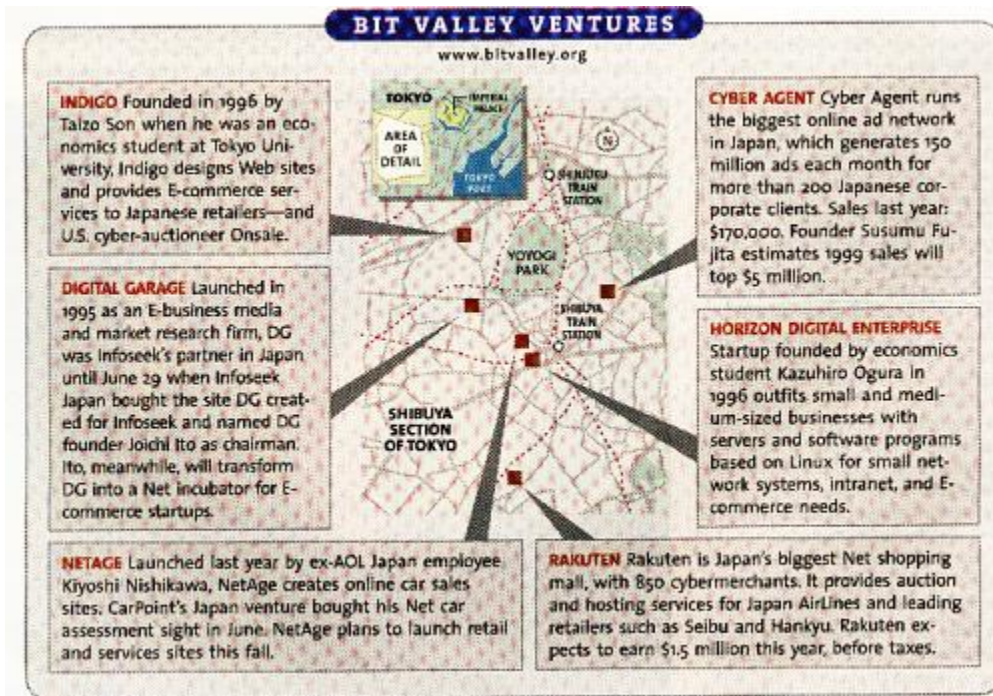 BIT VALLEY VENTURES
www.bitvalley.org
INDIGO Founded in 1996 by
Taizo Son when he was an eco-
nomics student at Tokyo Uni-
versity, Indigo designs Web sites
and provides E-commerce ser-
vices to Japanese retailers—and
U.S. cyber-auctioneer Onsale.
DIGITAL GARAGE Launched in
1995 as an E-business media
and market research firm, DG
was Infoseek's partner in Japan
until June 29 when Infoseek
Japan bought the site DG creat-
ed for Infoseek and named DG
founder Joichi Ito as chairman.
Ito, meanwhile, will transform
DG into a Net incubator for E-
commerce startups.
TOKYO
IMPERIAL
PALACE
AREA
OF
DETAIL
TOKYO
PORT
N
SHINJUKU
TRAIN
STATION
YOYOGI
PARK
SHIBUYA
TRAIN
STATION
SHIBUYA
SECTION
OF TOKYO
CYBER AGENT Cyber Agent runs
the biggest online ad network
in Japan, which generates 150
million ads each month for
more than 200 Japanese cor-
porate clients. Sales last year:
$170,000. Founder Susumu Fu-
jita estimates 1999 sales will
top $5 million.
HORIZON DIGITAL ENTERPRISE
Startup founded by economics
student Kazuhiro Ogura in
1996 outfits small and medi-
um-sized businesses with
servers and software programs
based on Linux for small net-
work systems, intranet, and E-
commerce needs.
NETAGE Launched last year by ex-AOL Japan employee
Kiyoshi Nishikawa, NetAge creates online car sales
sites. CarPoint's Japan venture bought his Net car
assessment sight in June. NetAge plans to launch retail
and services sites this fall.
RAKUTEN Rakuten is Japan's biggest Net shopping
mall, with 850 cybermerchants. It provides auction
and hosting services for Japan AirLines and leading
retailers such as Seibu and Hankyu. Rakuten ex-
pects to earn $1.5 million this year, before taxes.